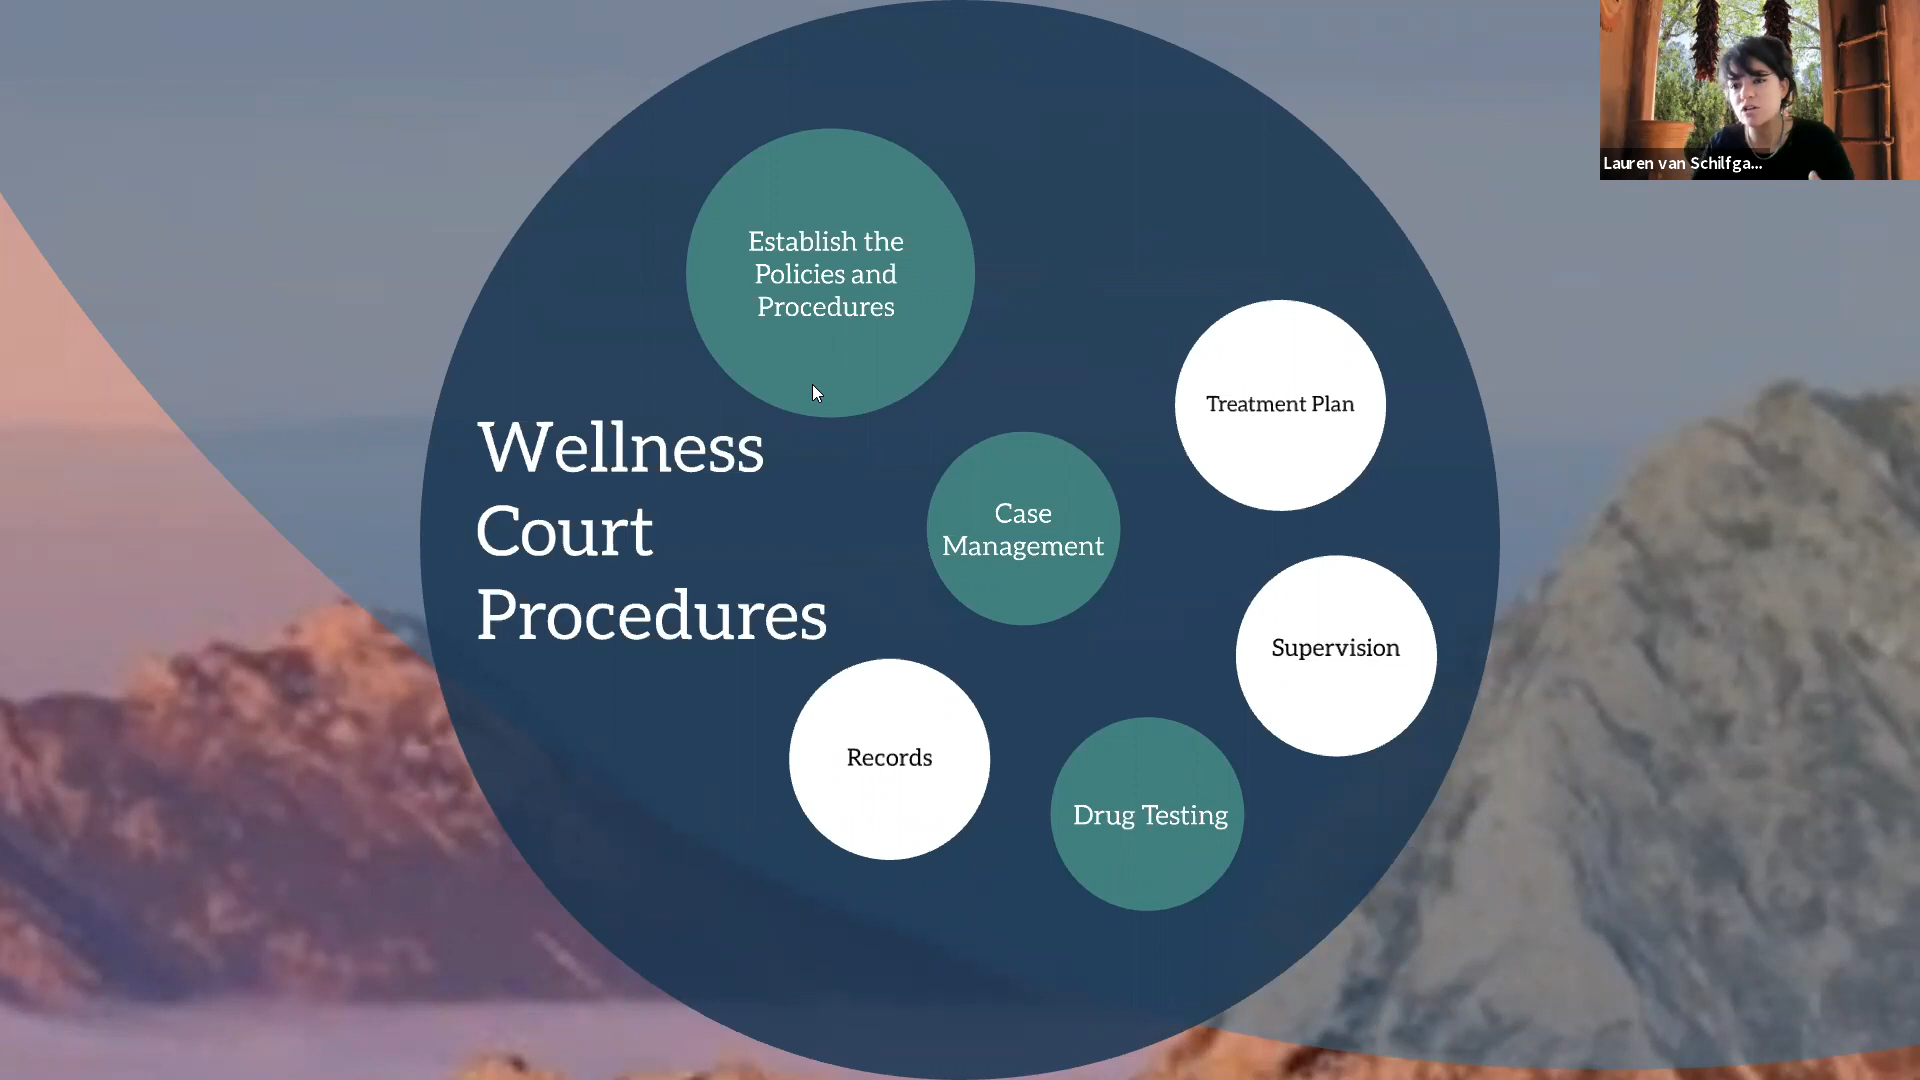 Wellness
Court
Procedures
Establish the
Policies and
Procedures
Case
Management
Treatment Plan
Supervision
Records
Drug Testing
Lauren van Schilfga...